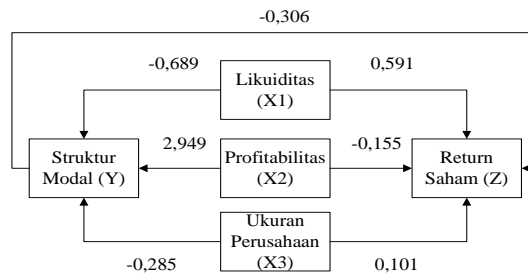 -0,306
-0,689
Likuiditas
(X1)
0,591
Struktur
Modal (Y)
2,949
Profitabilitas
(X2)
-0,155
Return
Saham (Z)
Ukuran
Perusahaan
(X3)
-0,285
0,101